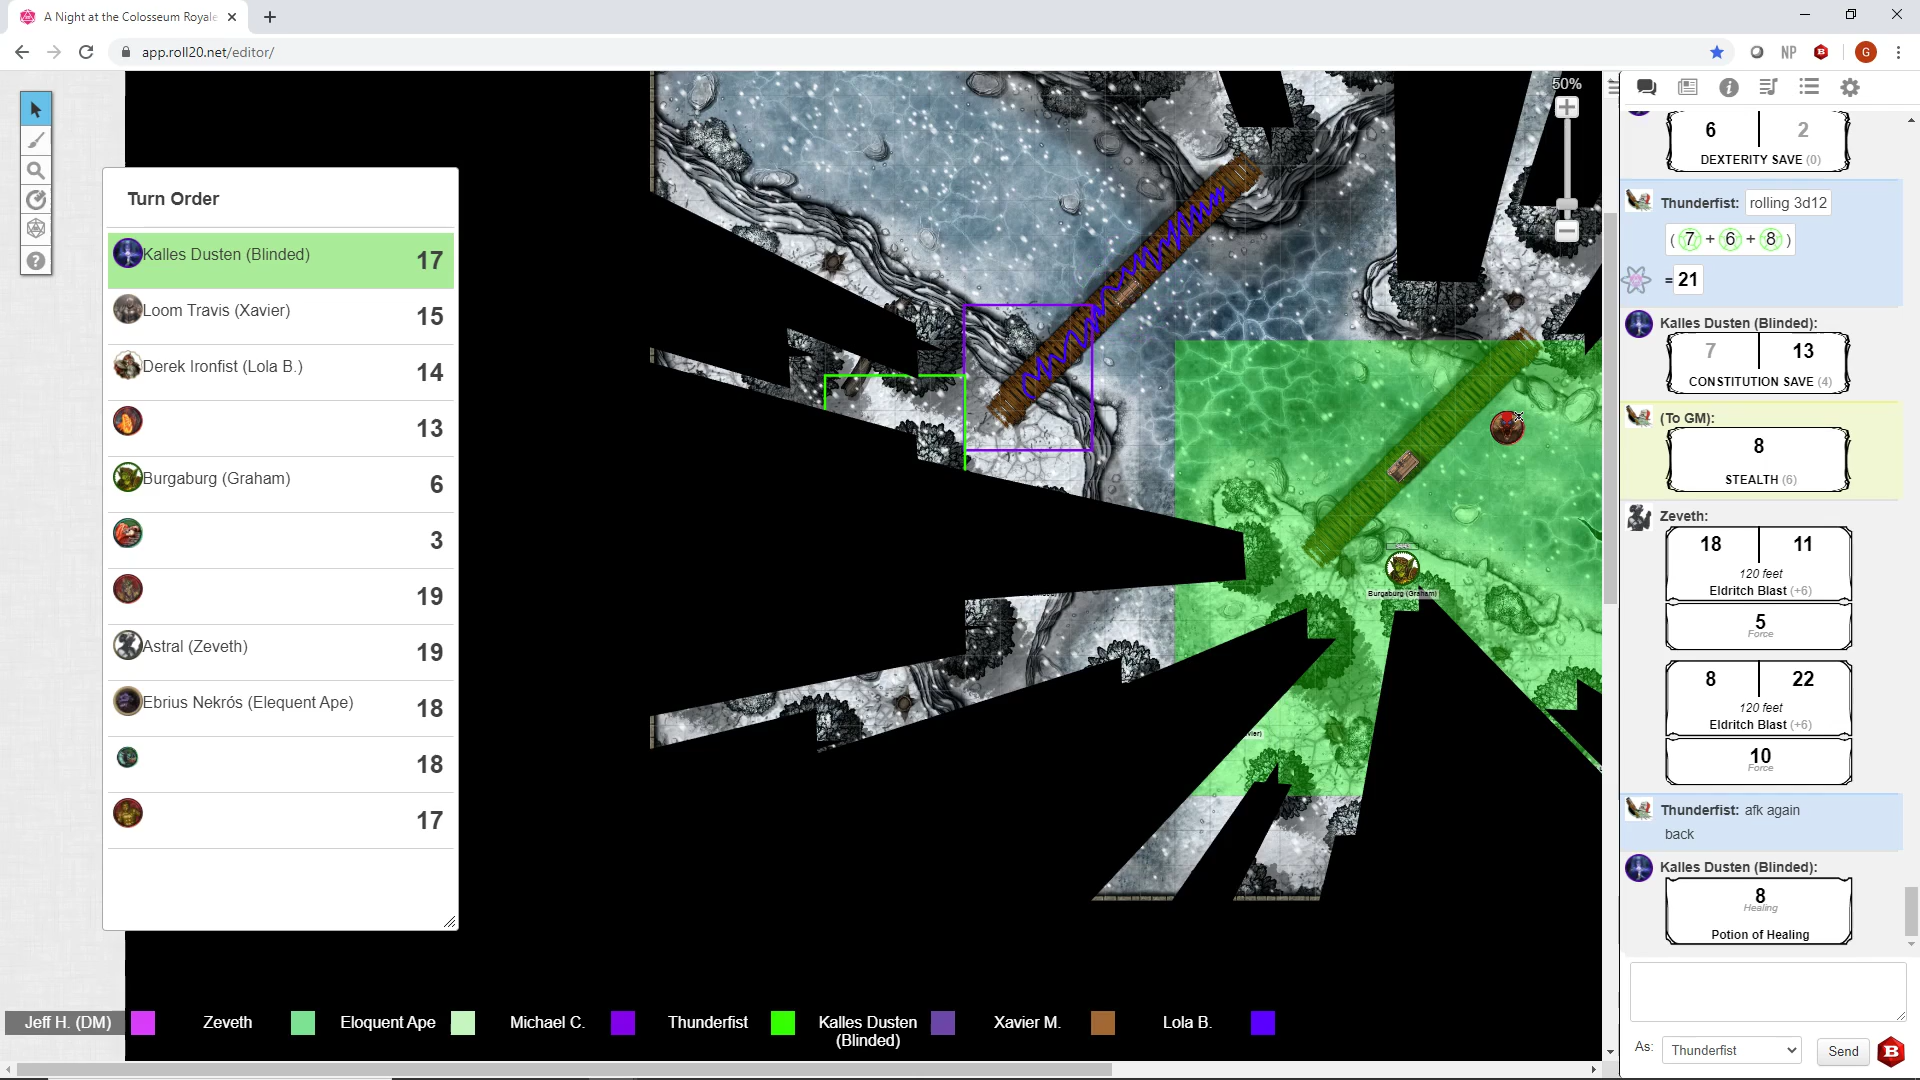 A Night at the Colosseum Royale
app.roll20.net/editor/
NP
B
G
50%
Turn Order
Kalles Dusten (Blinded) 17
Loom Travis (Xavier) 15
Derek Ironfist (Lola B.) 14
13
Burgaburg (Graham) 6
3
19
Astral (Zeveth) 19
Ebrius Nekrós (Elequent Ape) 18
18
17
Burgaburg (Graham)
vier)
6 2
DEXTERITY SAVE (0)
Thunderfist: rolling 3d12
( 7 + 6 + 8 )
= 21
Kalles Dusten (Blinded):
7 13
CONSTITUTION SAVE (4)
(To GM):
8
STEALTH (6)
Zeveth:
18 11
120 feet
Eldritch Blast (+6)
5
Force
8 22
120 feet
Eldritch Blast (+6)
10
Force
Thunderfist: afk again
back
Kalles Dusten (Blinded):
8
Healing
Potion of Healing
As: Thunderfist Send B
Jeff H. (DM) Zeveth Eloquent Ape Michael C. Thunderfist Kalles Dusten (Blinded) Xavier M. Lola B.